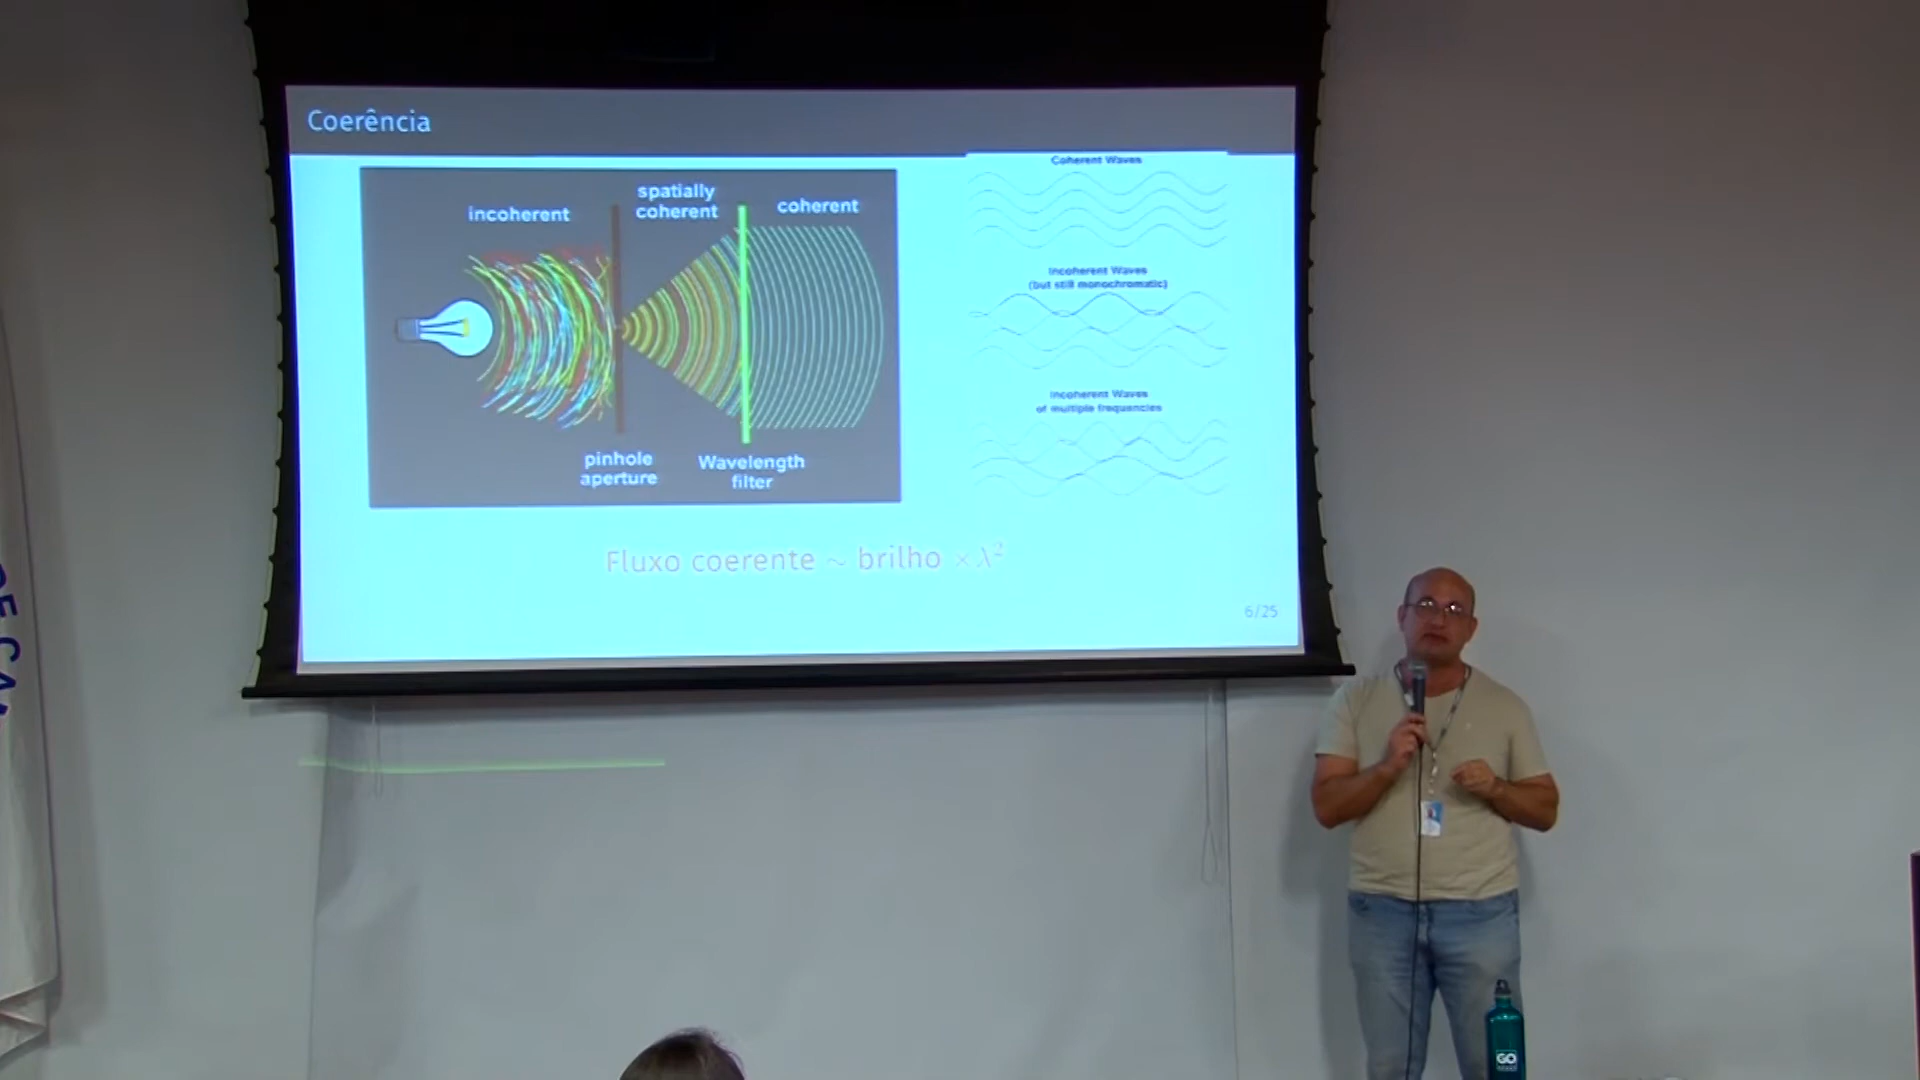 Coerência
incoherent
spatially
coherent
coherent
pinhole
aperture
Wavelength
filter
Coherent Waves
Incoherent Waves
(but still monochromatic)
Incoherent Waves
of multiple frequencies
Fluxo coerente ~ brilho × λ²
6/25
GO